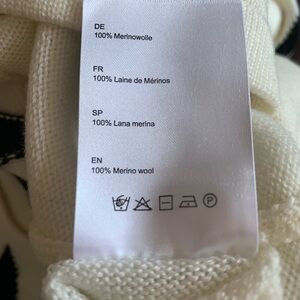 DE
100% Merinowolle
FR
100% Laine de Mérinos
SP
100% Lana merina
EN
100% Merino wool
P